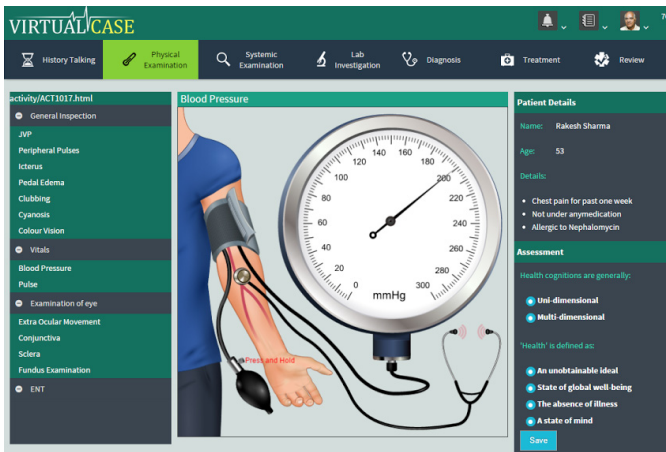 VIRTUAL CASE
History Talking
Physical
Examination
Systemic
Examination
Lab
Investigation
Diagnosis
Treatment
Review
activity/ACT1017.html
General Inspection
JVP
Peripheral Pulses
Icterus
Pedal Edema
Clubbing
Cyanosis
Colour Vision
Vitals
Blood Pressure
Pulse
Examination of eye
Extra Ocular Movement
Conjunctiva
Sclera
Fundus Examination
ENT
Blood Pressure
0
20
40
60
80
100
120
140
160
180
200
220
240
260
280
300
mmHg
Press and Hold
Patient Details
Name: Rakesh Sharma
Age: 53
Details:
Chest pain for past one week
Not under anymedication
Allergic to Nephalomycin
Assessment
Health cognitions are generally:
Uni-dimensional
Multi-dimensional
'Health' is defined as:
An unobtainable ideal
State of global well-being
The absence of illness
A state of mind
Save